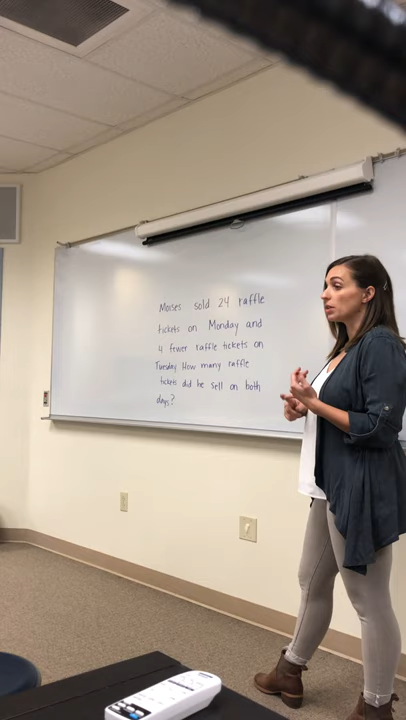 Moises sold 24 raffle
tickets on Monday and
4 fewer raffle tickets on
Tuesday How many raffle
tickets did he sell on both
days?